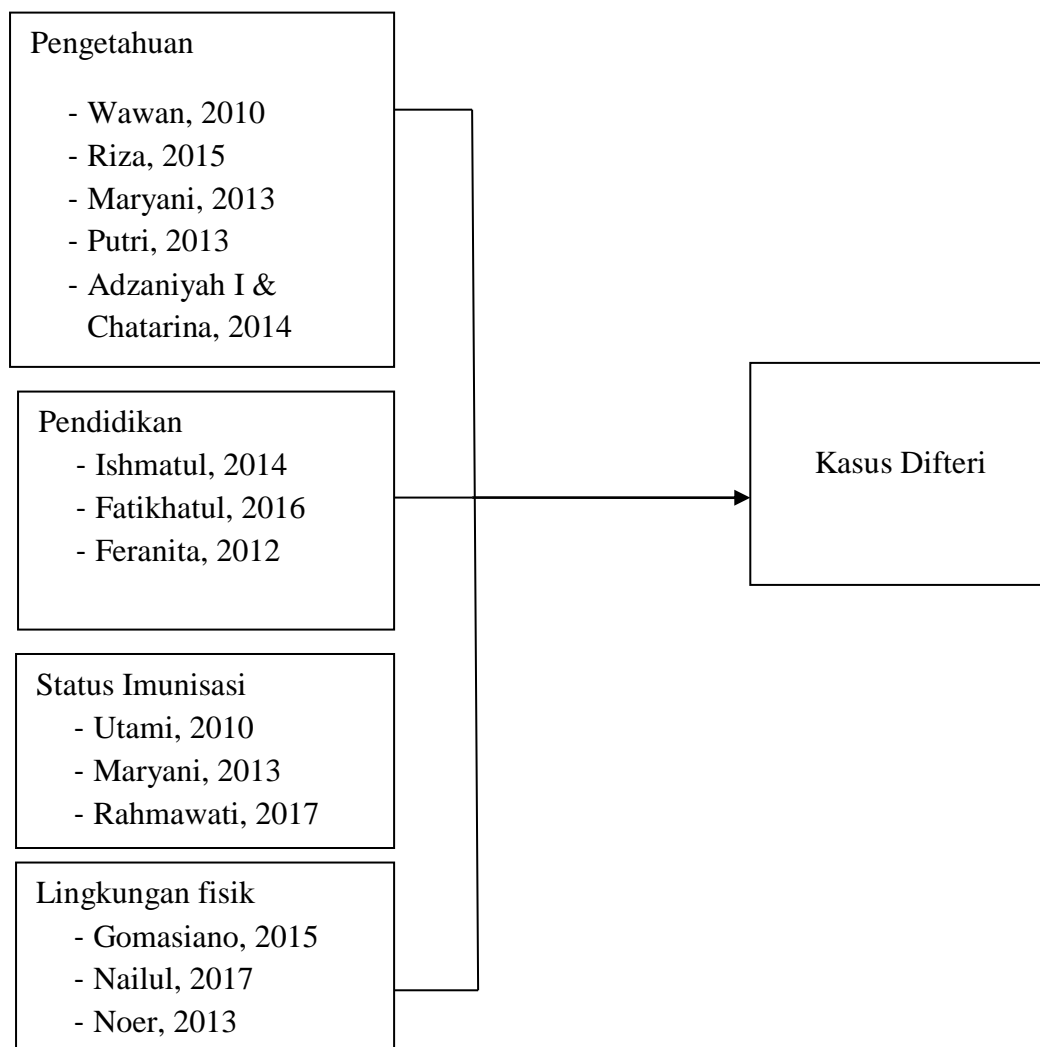 Pengetahuan
- Wawan, 2010
- Riza, 2015
- Maryani, 2013
- Putri, 2013
- Adzaniyah I &
Chatarina, 2014
Pendidikan
- Ishmatul, 2014
- Fatikhatul, 2016
- Feranita, 2012
Status Imunisasi
- Utami, 2010
- Maryani, 2013
- Rahmawati, 2017
Lingkungan fisik
- Gomasiano, 2015
- Nailul, 2017
- Noer, 2013
Kasus Difteri